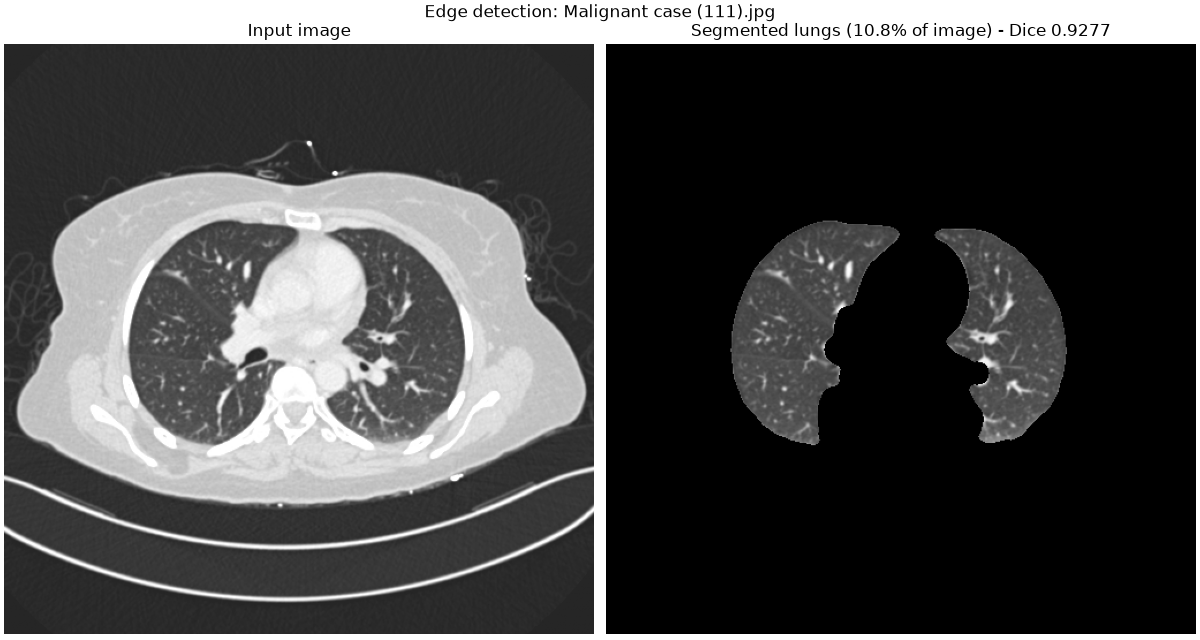 Edge detection: Malignant case (111).jpg
Input image
Segmented lungs (10.8% of image) - Dice 0.9277